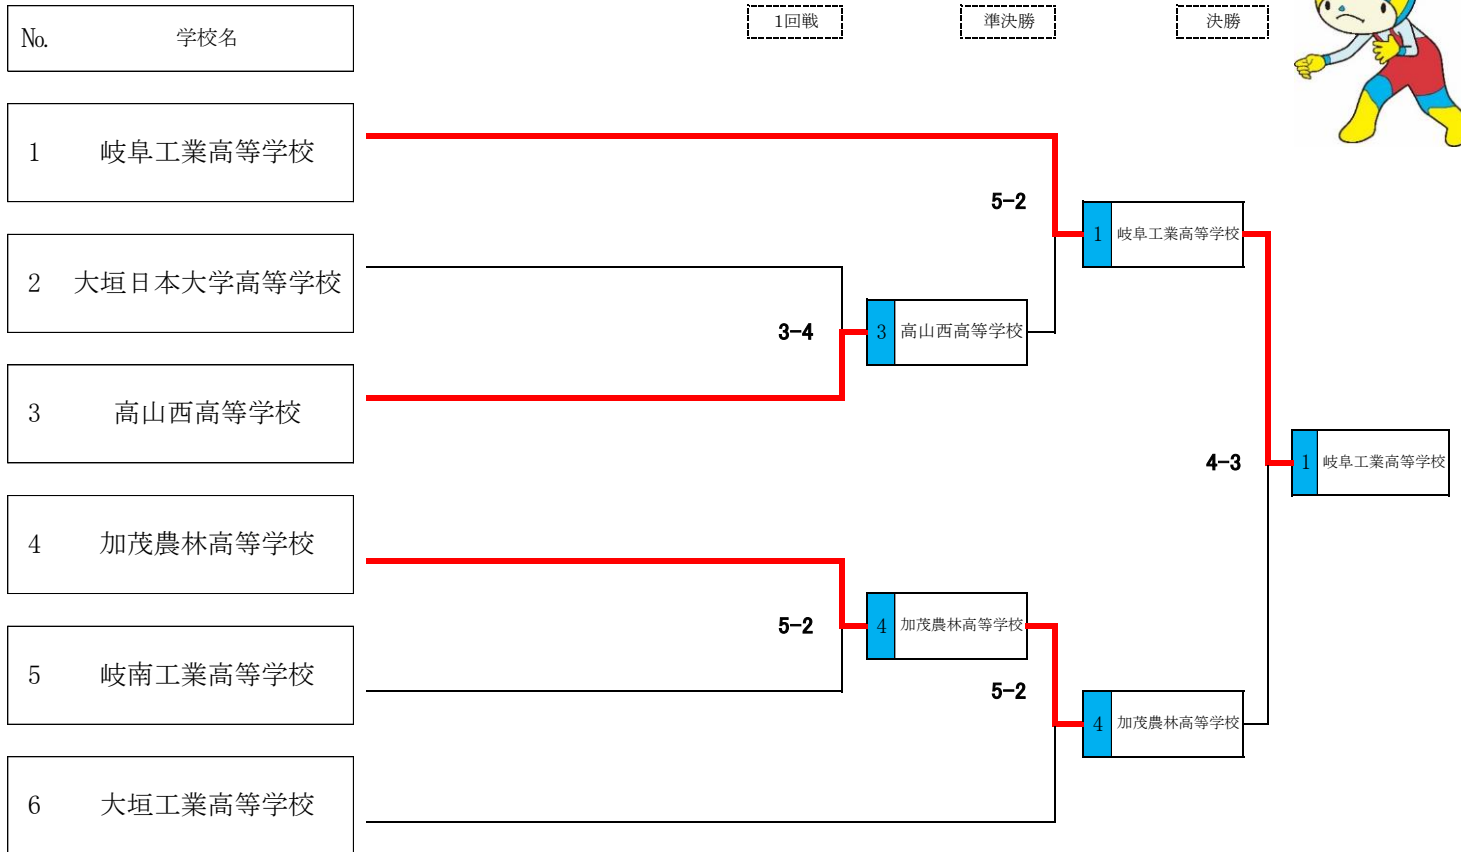 No. 学校名
1回戦 準決勝 決勝
1 岐阜工業高等学校
5-2
1 岐阜工業高等学校
2 大垣日本大学高等学校
3-4
3 高山西高等学校
3 高山西高等学校
4-3
1 岐阜工業高等学校
4 加茂農林高等学校
5-2
4 加茂農林高等学校
5 岐南工業高等学校
5-2
4 加茂農林高等学校
6 大垣工業高等学校